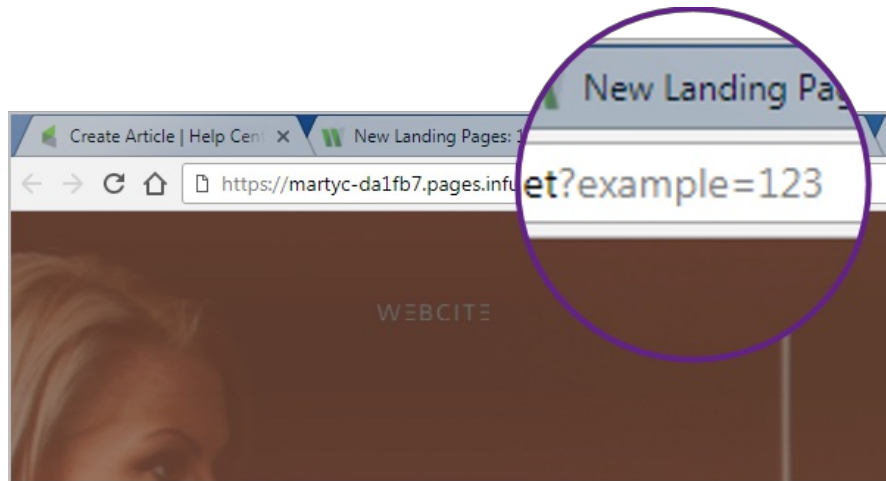 New Landing Pag
Create Article | Help Cent
New Landing Pages: 1
https://martyc-da1fb7.pages.infu
et?example=123
WEBCITE